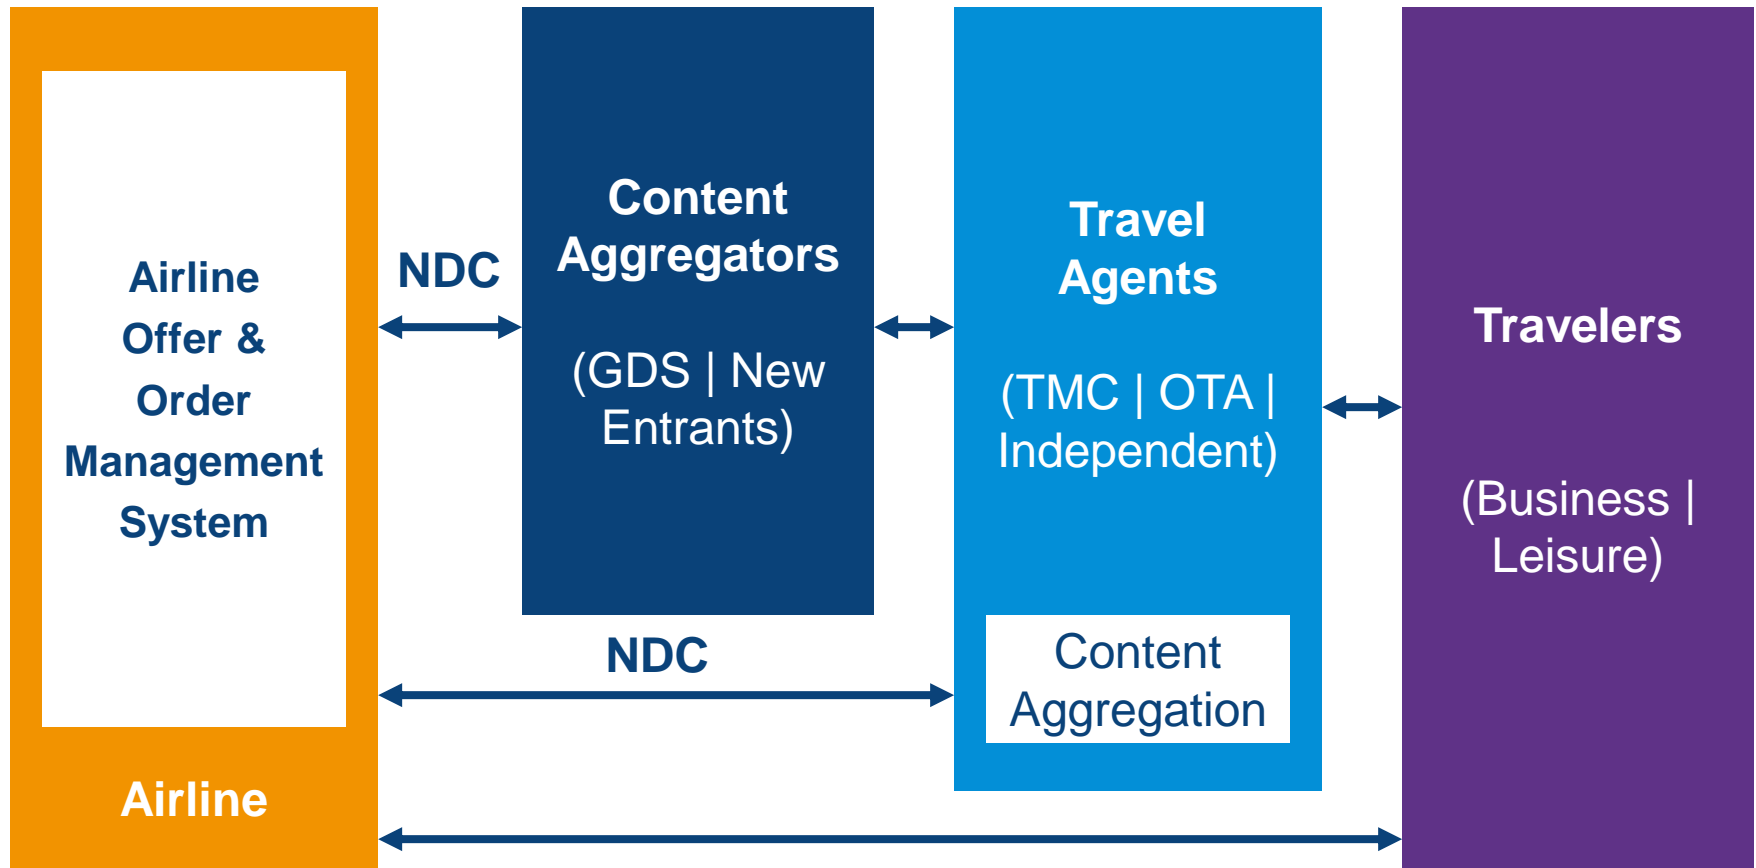 Airline
Offer &
Order
Management
System
Airline
NDC
Content
Aggregators
(GDS | New
Entrants)
NDC
Travel
Agents
(TMC | OTA |
Independent)
Content
Aggregation
Travelers
(Business |
Leisure)